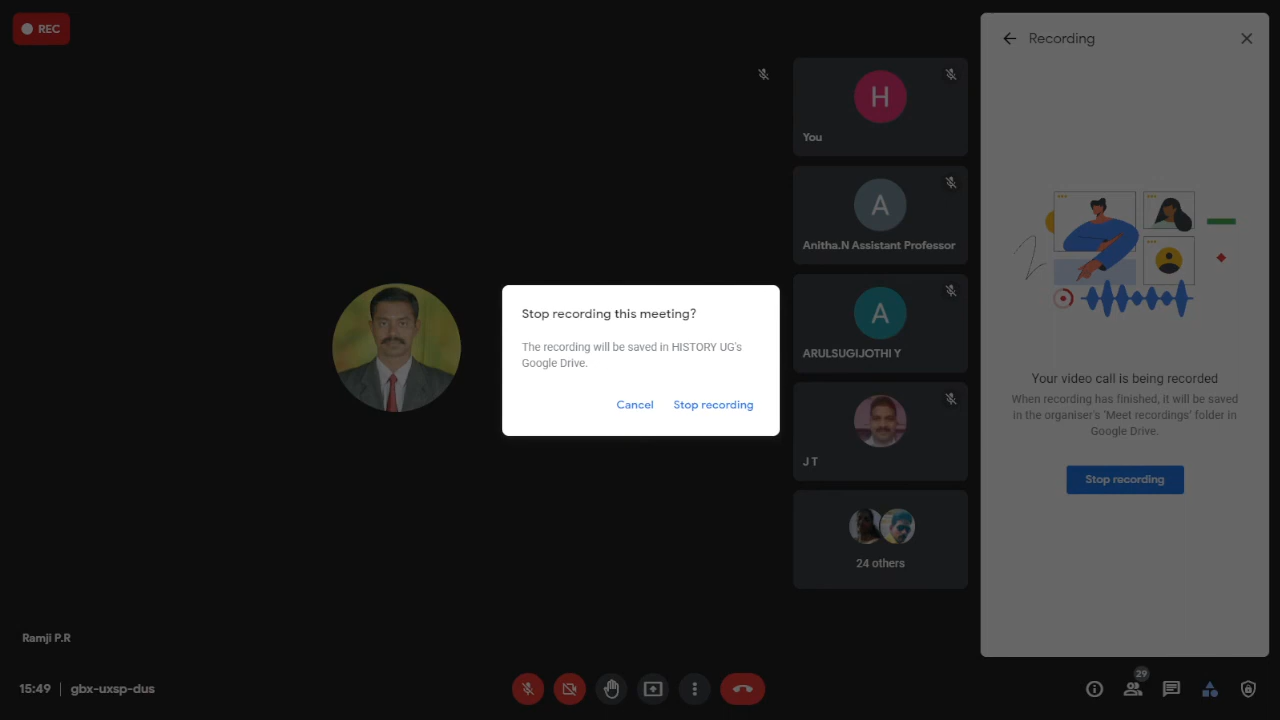 REC
H
You
A
Anitha.N Assistant Professor
A
ARULSUGIJOTHI Y
J T
24 others
Ramji P.R
15:49 | gbx-uxsp-dus
Stop recording this meeting?
The recording will be saved in HISTORY UG's
Google Drive.
Cancel Stop recording
Recording
Your video call is being recorded
When recording has finished, it will be saved
in the organiser's 'Meet recordings' folder in
Google Drive.
Stop recording
29